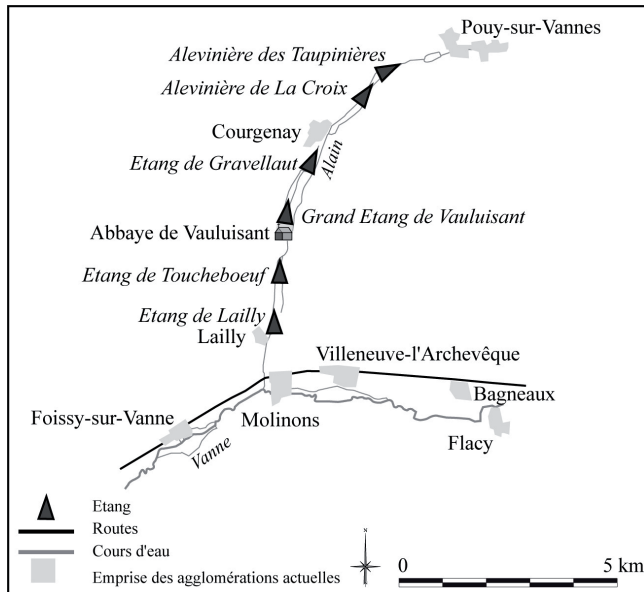 Pouy-sur-Vannes
Alevinière des Taupinières
Alevinière de La Croix
Courgenay
Alain
Etang de Gravellaut
Grand Etang de Vauluisant
Abbaye de Vauluisant
Etang de Toucheboeuf
Etang de Lailly
Lailly
Villeneuve-l'Archevêque
Bagneaux
Foissy-sur-Vanne
Molinons
Flacy
Vanne
Etang
Routes
Cours d'eau
Emprise des agglomérations actuelles
N
0
5 km